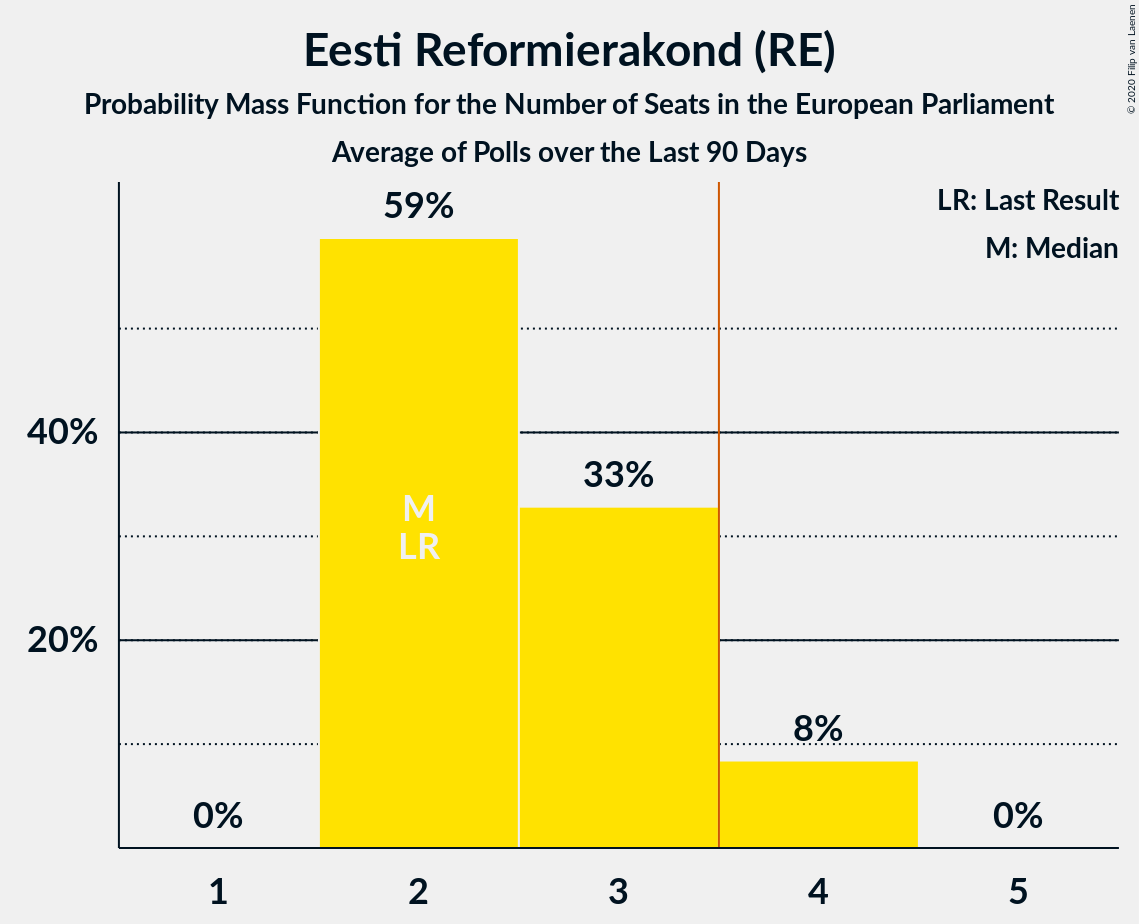 Eesti Reformierakond (RE)
Probability Mass Function for the Number of Seats in the European Parliament
Average of Polls over the Last 90 Days
© 2020 Filip van Laenen
LR: Last Result
M: Median
59%
40%
33%
M
LR
20%
8%
0%
0%
1
2
3
4
5